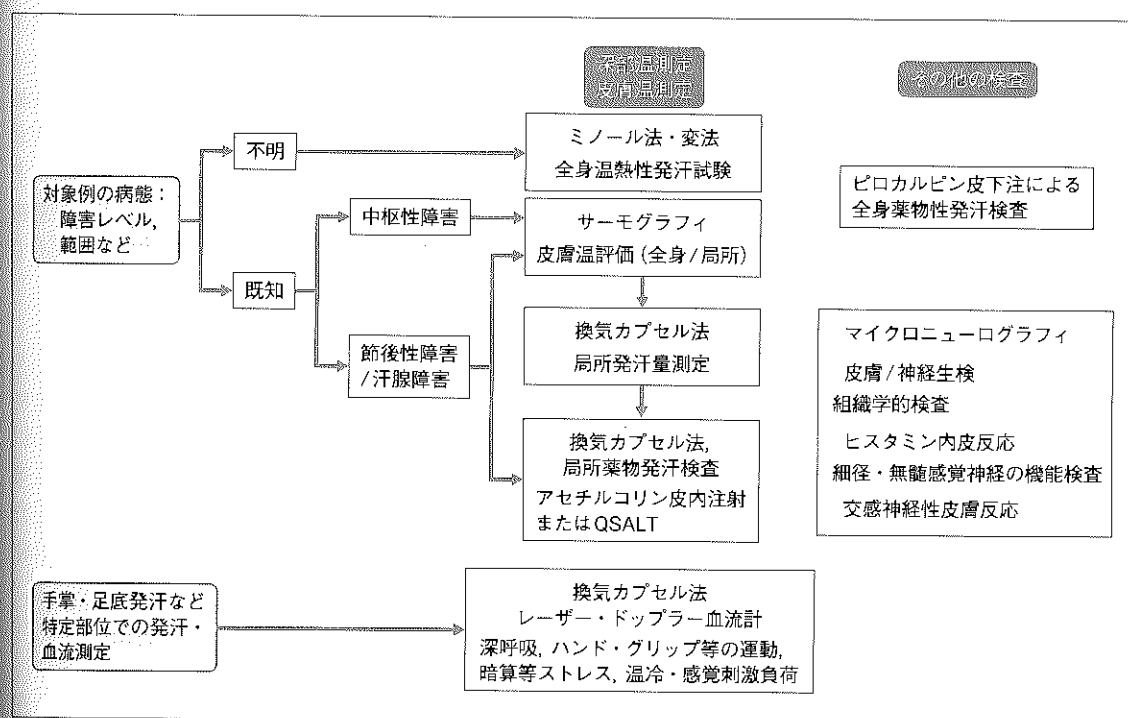 深部温測定
皮膚温測定
その他の検査
不明
ミノール法・変法
全身温熱性発汗試験
対象例の病態：
障害レベル，
範囲など
ピロカルピン皮下注による
全身薬物性発汗検査
中枢性障害
サーモグラフィ
皮膚温評価（全身/局所）
既知
節後性障害
/汗腺障害
換気カプセル法
局所発汗量測定
マイクロニューログラフィ
皮膚/神経生検
組織学的検査
ヒスタミン内皮反応
細径・無髄感覚神経の機能検査
交感神経性皮膚反応
換気カプセル法，
局所薬物発汗検査
アセチルコリン皮内注射
またはQSALT
手掌・足底発汗など
特定部位での発汗・
血流測定
換気カプセル法
レーザー・ドップラー血流計
深呼吸，ハンド・グリップ等の運動，
暗算等ストレス，温冷・感覚刺激負荷